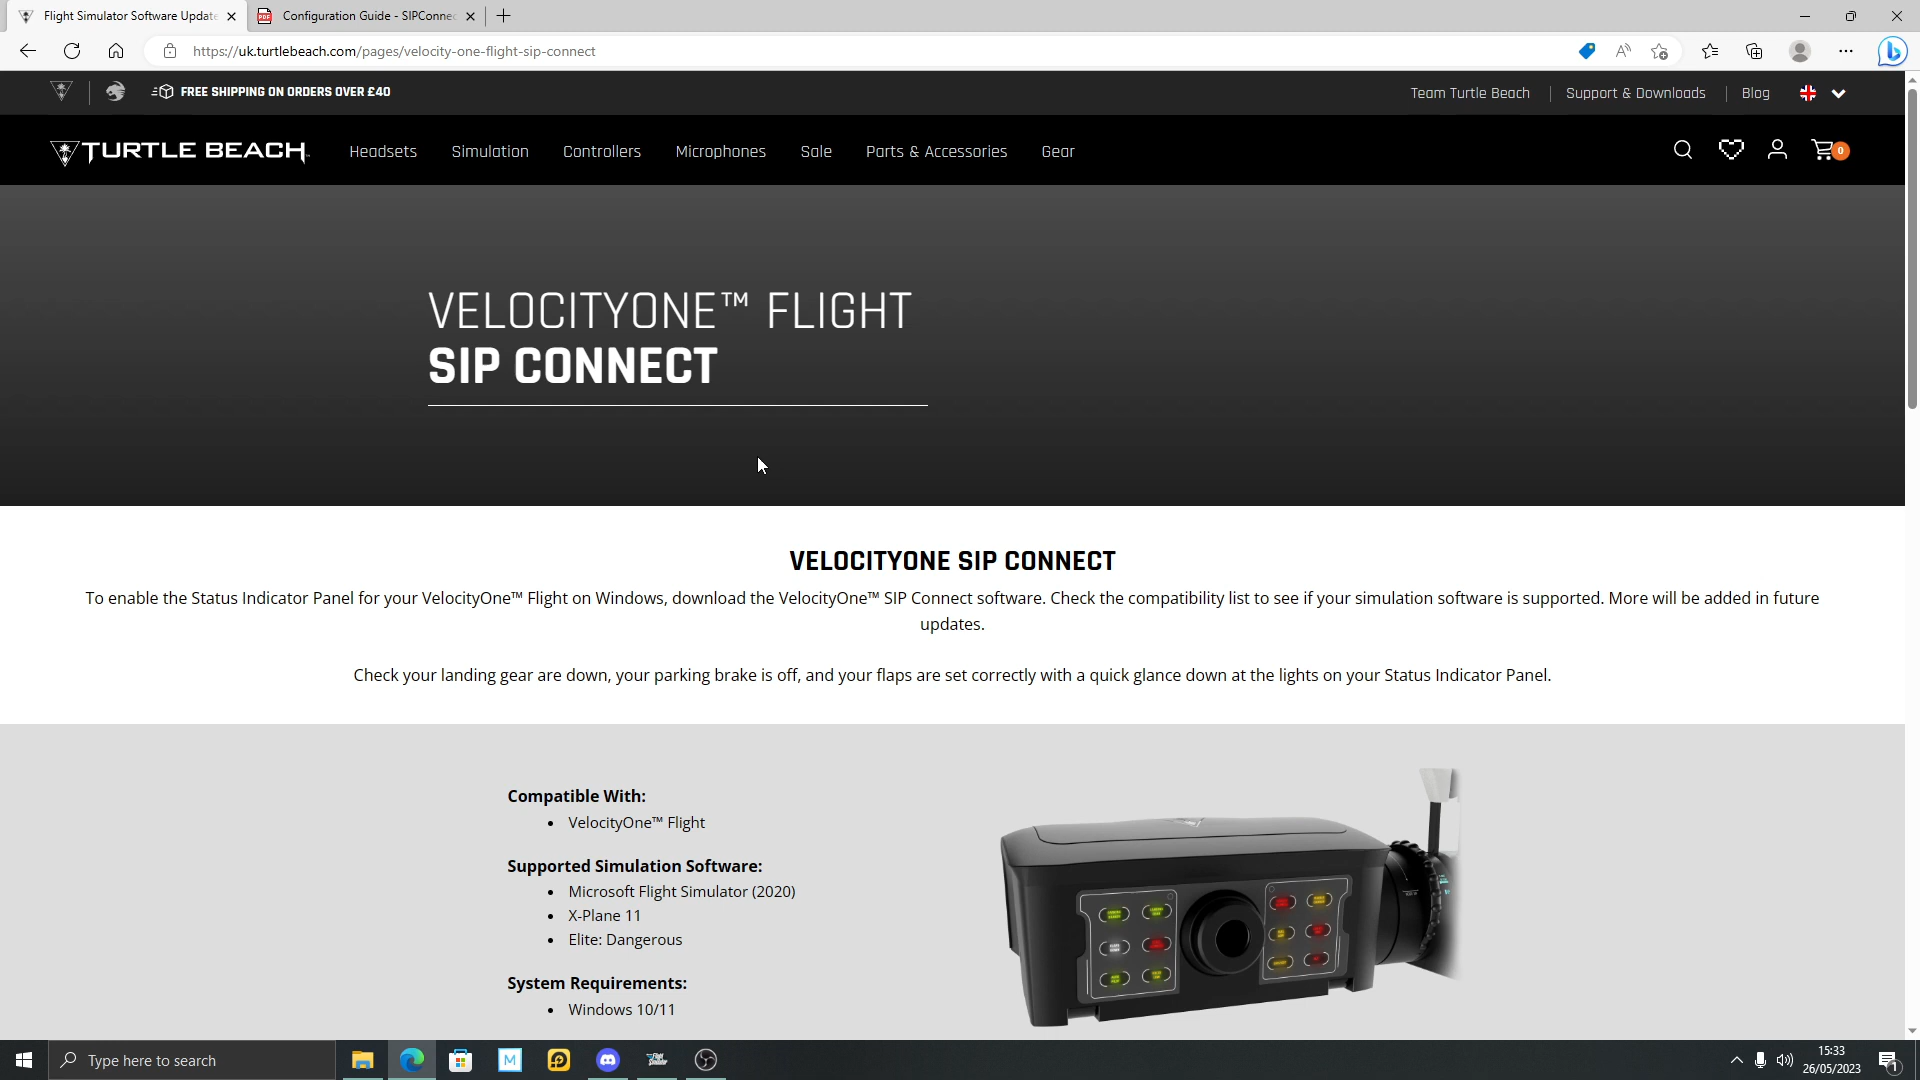 Flight Simulator Software Update
Configuration Guide - SIPConnec
https://uk.turtlebeach.com/pages/velocity-one-flight-sip-connect
FREE SHIPPING ON ORDERS OVER £40
Team Turtle Beach
Support & Downloads
Blog
TURTLE BEACH
Headsets
Simulation
Controllers
Microphones
Sale
Parts & Accessories
Gear
0
VELOCITYONE™ FLIGHT
SIP CONNECT
VELOCITYONE SIP CONNECT
To enable the Status Indicator Panel for your VelocityOne™ Flight on Windows, download the VelocityOne™ SIP Connect software. Check the compatibility list to see if your simulation software is supported. More will be added in future
updates.
Check your landing gear are down, your parking brake is off, and your flaps are set correctly with a quick glance down at the lights on your Status Indicator Panel.
Compatible With:
• VelocityOne™ Flight
Supported Simulation Software:
• Microsoft Flight Simulator (2020)
• X-Plane 11
• Elite: Dangerous
System Requirements:
• Windows 10/11
Type here to search
15:33
26/05/2023
1